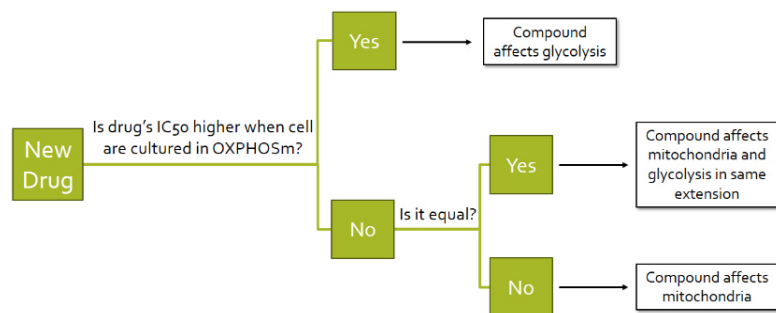 New
Drug
Is drug's IC50 higher when cell
are cultured in OXPHOSm?
Yes
Compound
affects glycolysis
No
Is it equal?
Yes
Compound affects
mitochondria and
glycolysis in same
extension
No
Compound affects
mitochondria